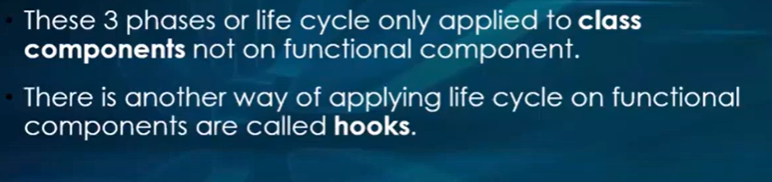 These 3 phases or life cycle only applied to class
components not on functional component.
There is another way of applying life cycle on functional
components are called hooks.